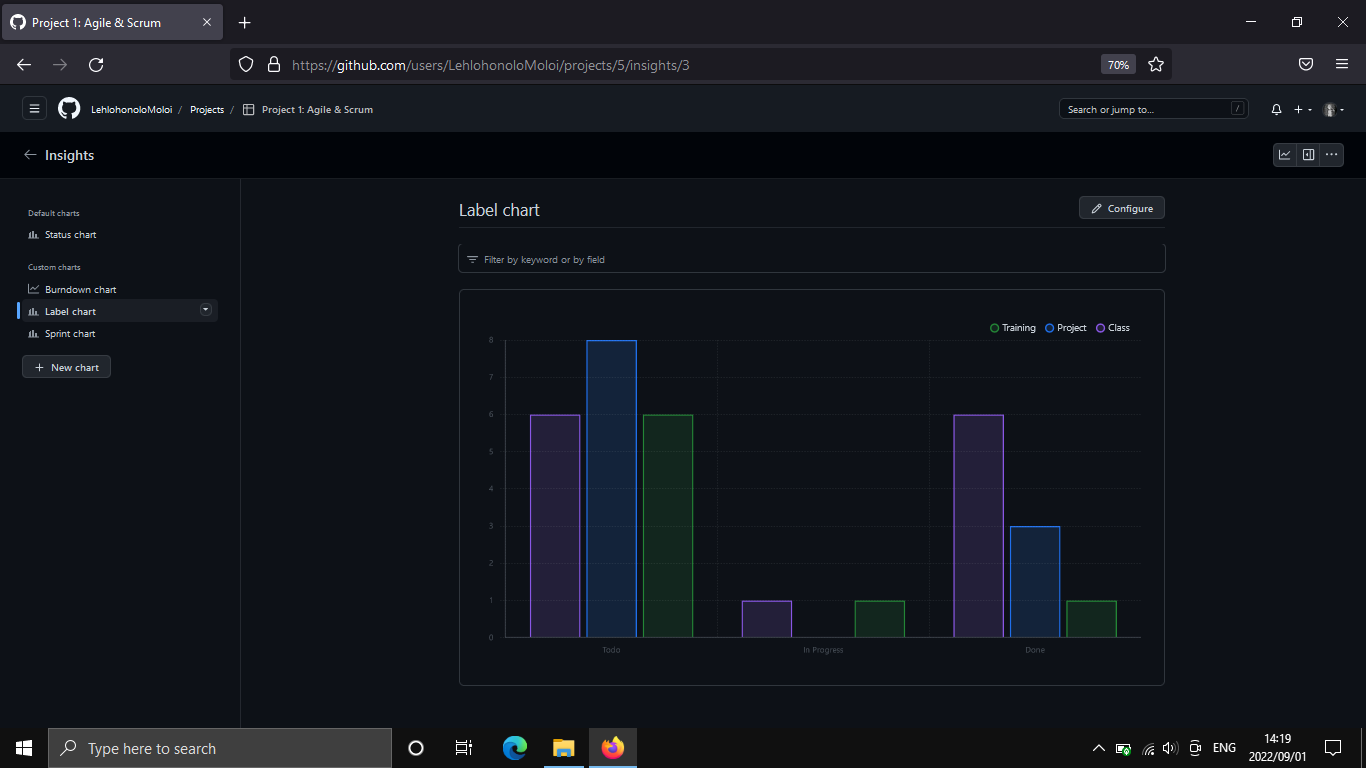 Project 1: Agile & Scrum
https://github.com/users/LehlohonoloMoloi/projects/5/insights/3
70%
LehlohonoloMoloi / Projects / Project 1: Agile & Scrum
Search or jump to...
/
Insights
Default charts
Status chart
Custom charts
Burndown chart
Label chart
Sprint chart
New chart
Label chart
Configure
Filter by keyword or by field
Training Project Class
8
7
6
5
4
3
2
1
0
Todo In Progress Done
Type here to search
ENG
14:19
2022/09/01